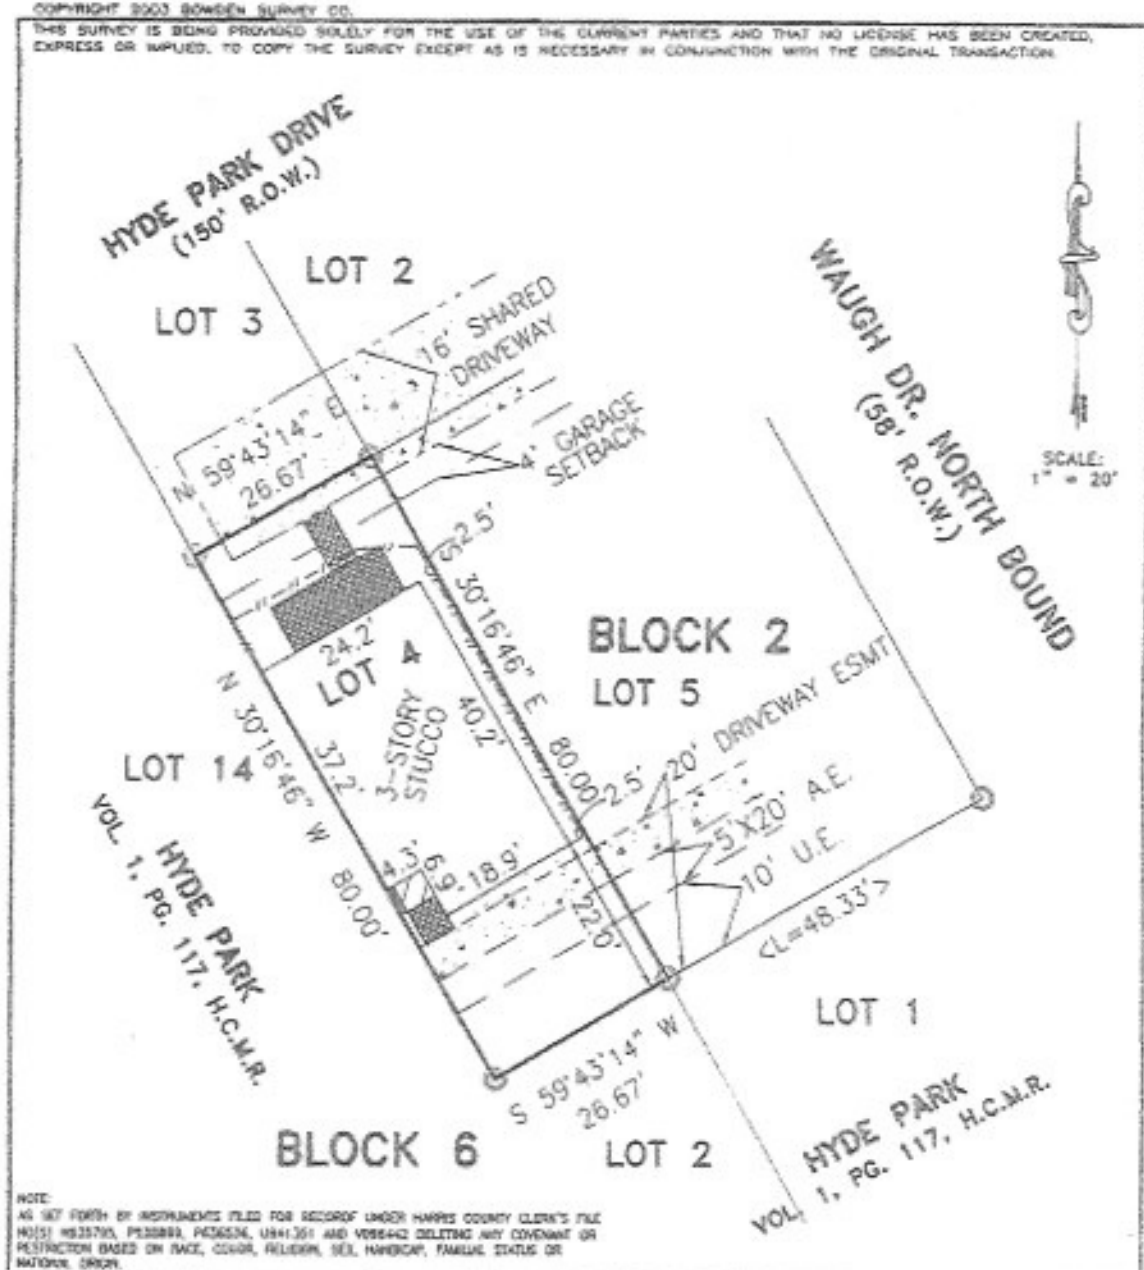 COPYRIGHT 2003 BOWDEN SURVEY CO.
THIS SURVEY IS BEING PROVIDED SOLELY FOR THE USE OF THE CURRENT PARTIES AND THAT NO LICENSE HAS BEEN CREATED,
EXPRESS OR IMPLIED, TO COPY THE SURVEY EXCEPT AS IS NECESSARY IN CONJUNCTION WITH THE ORIGINAL TRANSACTION.
HYDE PARK DRIVE
(150' R.O.W.)
LOT 2
LOT 3
16' SHARED
DRIVEWAY
WAUGH DR. NORTH BOUND
(58' R.O.W.)
SCALE:
1" = 20'
N 59°43'14" E
26.67'
4' GARAGE
SETBACK
2.5'
S 30°16'46" E 80.00'
24.2'
LOT 4
3-STORY
STUCCO
40.2'
37.2'
BLOCK 2
LOT 5
N 30°16'46" W 80.00'
LOT 14
HYDE PARK
VOL. 1, PG. 117, H.C.M.R.
2.5'
20' DRIVEWAY ESMT
5'X20' A.E.
10' U.E.
4.3'
6.9'
18.9'
22.0'
<L=48.33'>
LOT 1
S 59°43'14" W
26.67'
HYDE PARK
VOL. 1, PG. 117, H.C.M.R.
BLOCK 6
LOT 2
NOTE:
AS SET FORTH BY INSTRUMENTS FILED FOR RECORDF UNDER HARRIS COUNTY CLERK'S FILE
NO(S) AND DELETING ANY COVENANT OR
RESTRICTION BASED ON RACE, COLOR, RELIGION, SEX, HANDICAP, FAMILIAL STATUS OR
NATIONAL ORIGIN.